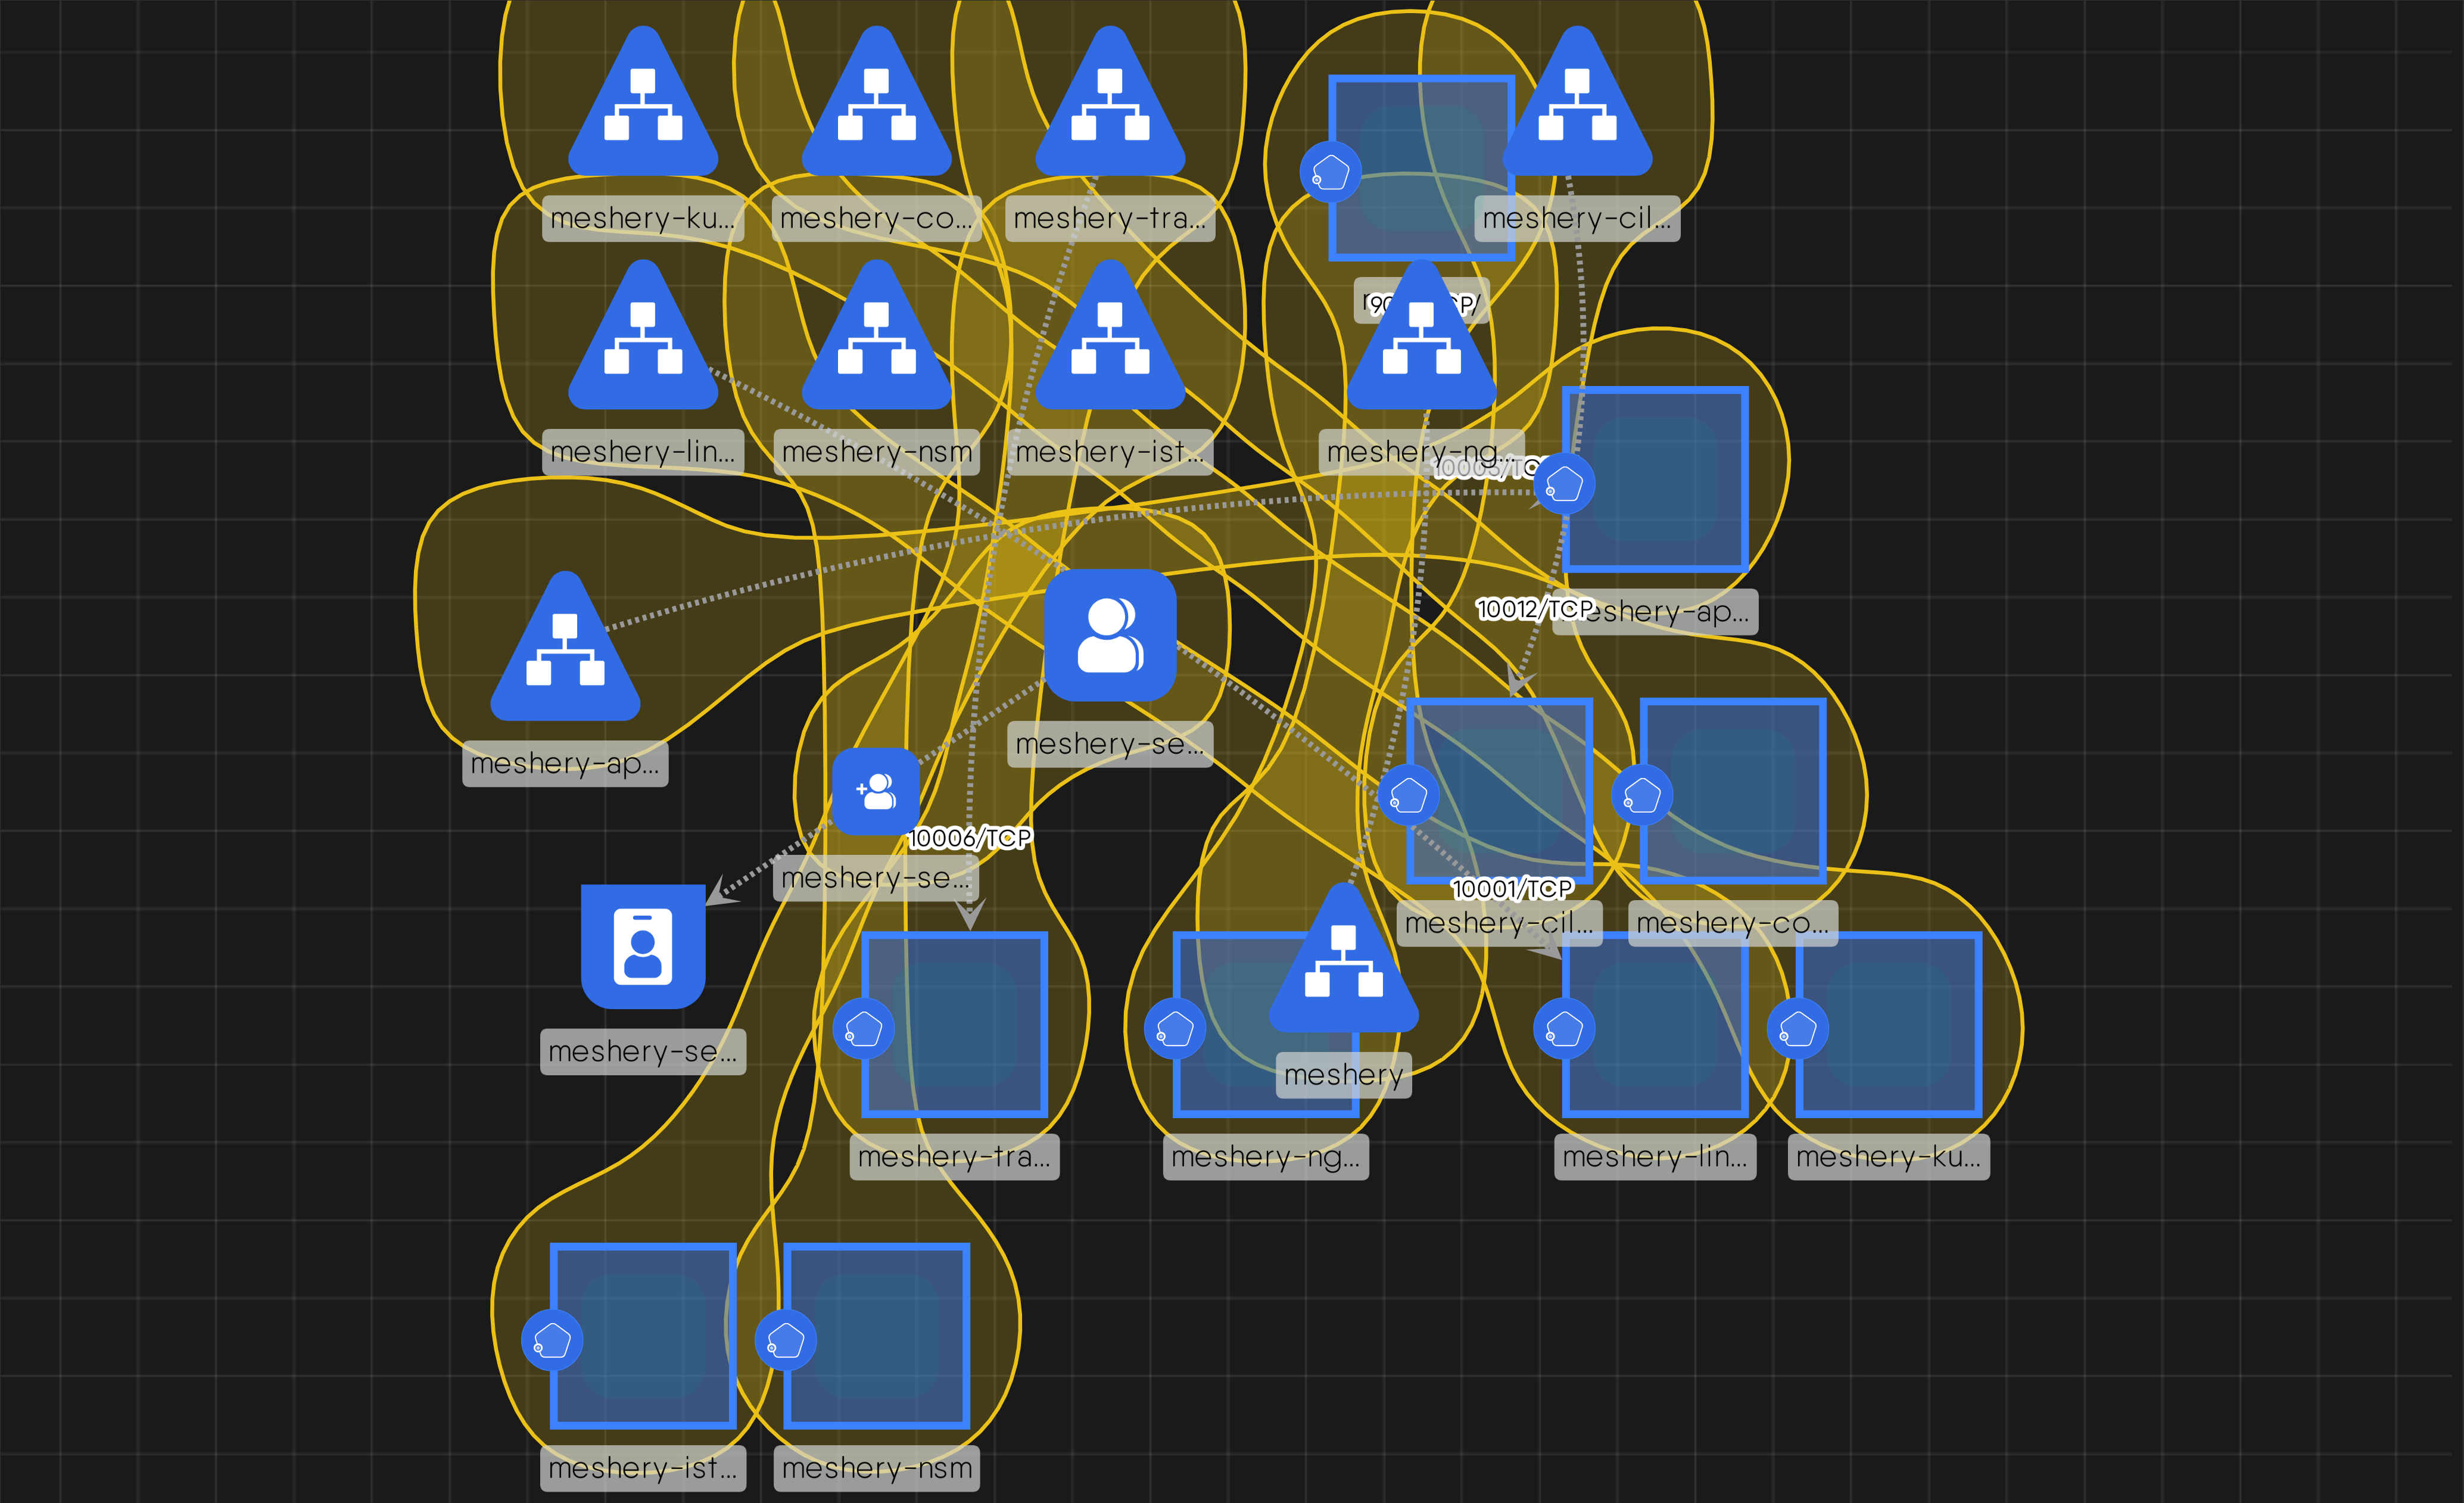 meshery-ku...
meshery-co...
meshery-tra...
meshery-cil...
meshery-lin...
meshery-nsm
meshery-ist...
meshery-ng...
10012/TCP
meshery-ap...
meshery-se...
meshery-ap...
10006/TCP
meshery-se...
10001/TCP
meshery-cil...
meshery-co...
meshery-se...
meshery
meshery-tra...
meshery-ng...
meshery-lin...
meshery-ku...
meshery-ist...
meshery-nsm